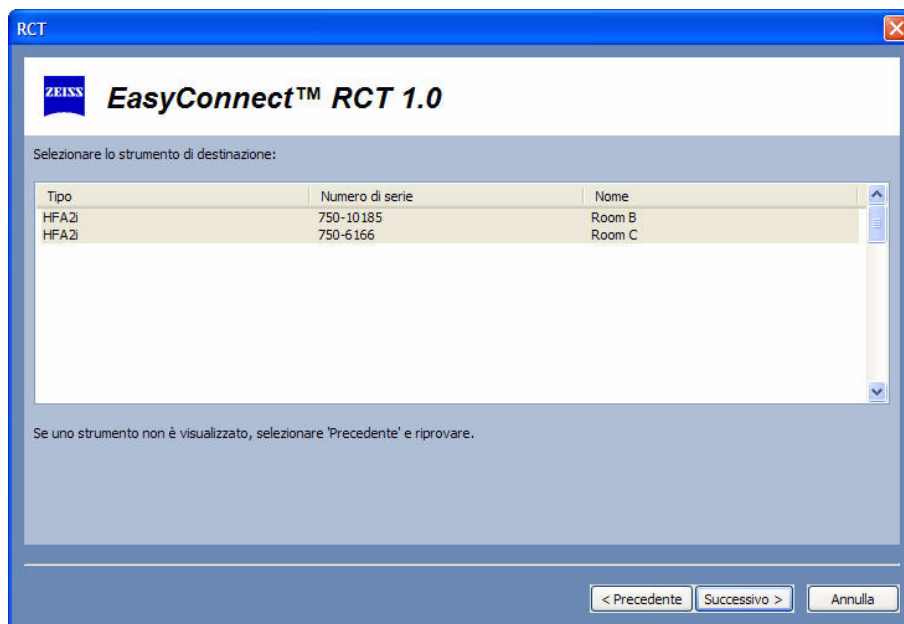 RCT
ZEISS
EasyConnect™ RCT 1.0
Selezionare lo strumento di destinazione:
Tipo Numero di serie Nome
HFA2i 750-10185 Room B
HFA2i 750-6166 Room C
Se uno strumento non è visualizzato, selezionare 'Precedente' e riprovare.
< Precedente Successivo > Annulla